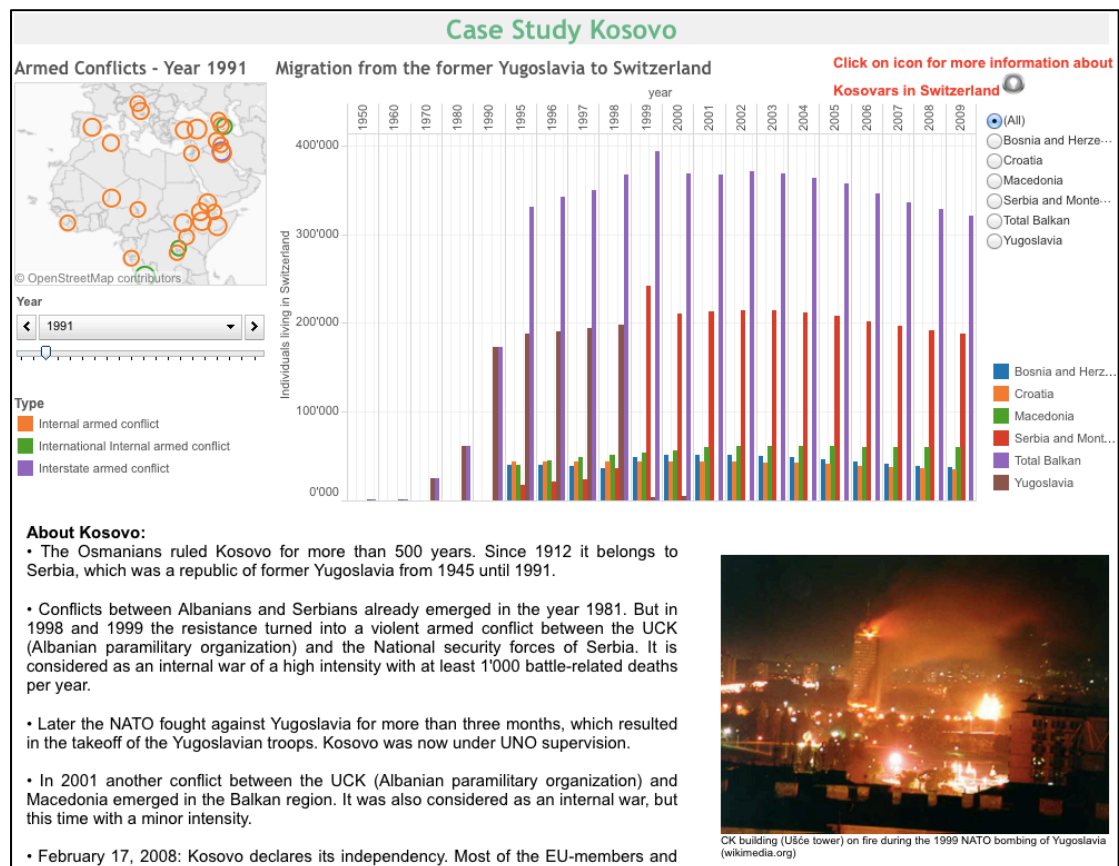 Case Study Kosovo
Armed Conflicts - Year 1991
Migration from the former Yugoslavia to Switzerland
Click on icon for more information about
Kosovars in Switzerland
© OpenStreetMap contributors
Year
1991
Type
Internal armed conflict
International Internal armed conflict
Interstate armed conflict
year
1950 1960 1970 1980 1990 1995 1996 1997 1998 1999 2000 2001 2002 2003 2004 2005 2006 2007 2008 2009
Individuals living in Switzerland
400'000
300'000
200'000
100'000
0'000
(All)
Bosnia and Herze...
Croatia
Macedonia
Serbia and Monte...
Total Balkan
Yugoslavia
Bosnia and Herz...
Croatia
Macedonia
Serbia and Mont...
Total Balkan
Yugoslavia
About Kosovo:
• The Osmanians ruled Kosovo for more than 500 years. Since 1912 it belongs to
Serbia, which was a republic of former Yugoslavia from 1945 until 1991.
• Conflicts between Albanians and Serbians already emerged in the year 1981. But in
1998 and 1999 the resistance turned into a violent armed conflict between the UCK
(Albanian paramilitary organization) and the National security forces of Serbia. It is
considered as an internal war of a high intensity with at least 1'000 battle-related deaths
per year.
• Later the NATO fought against Yugoslavia for more than three months, which resulted
in the takeoff of the Yugoslavian troops. Kosovo was now under UNO supervision.
• In 2001 another conflict between the UCK (Albanian paramilitary organization) and
Macedonia emerged in the Balkan region. It was also considered as an internal war, but
this time with a minor intensity.
• February 17, 2008: Kosovo declares its independency. Most of the EU-members and
CK building (Ušće tower) on fire during the 1999 NATO bombing of Yugoslavia
(wikimedia.org)